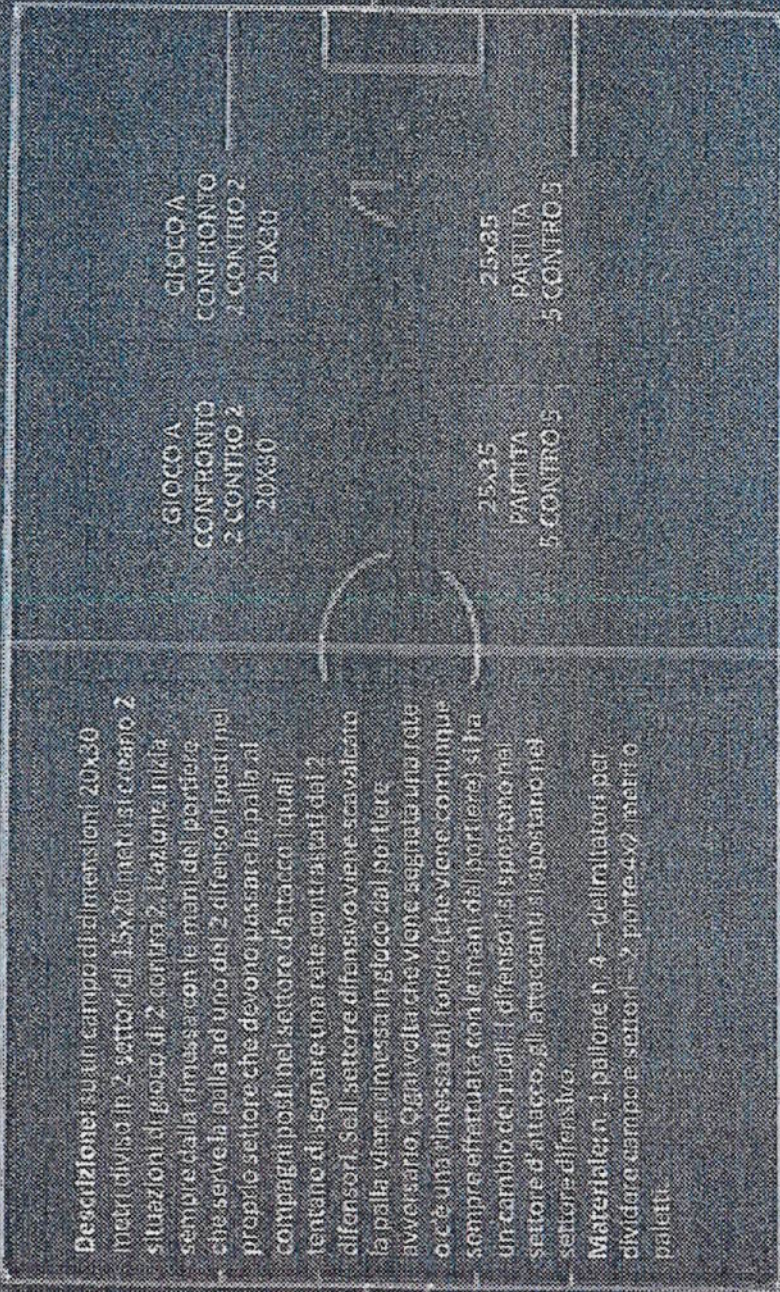 Descrizione: su un campo di dimensioni 20x30
metri diviso in 2 settori di 15x20 metri si creano 2
situazioni di gioco di 2 contro 2. L'azione inizia
sempre dalla rimessa con le mani del portiere
che serve la palla ad uno dei 2 difensori posti nel
proprio settore che devono passare la palla ai
compagni posti nel settore d'attacco i quali
tentano di segnare una rete contrastati dai 2
difensori. Se il settore difensivo viene scavalcato
la palla viene rimessa in gioco dal portiere
avversario. Ogni volta che viene segnata una rete
o c'è una rimessa dal fondo (che viene comunque
sempre effettuata con le mani del portiere) si ha
un cambio dei ruoli. I difensori si spostano nel
settore d'attacco, gli attaccanti si spostano nel
settore difensivo.
Materiale: n. 1 pallone n. 4 – delimitatori per
dividere campo e settori – 2 porte 4x2 metri o
paletti.
GIOCO A
CONFRONTO
2 CONTRO 2
20X30
GIOCO A
CONFRONTO
2 CONTRO 2
20X30
25x35
PARTITA
5 CONTRO 5
25x35
PARTITA
5 CONTRO 5